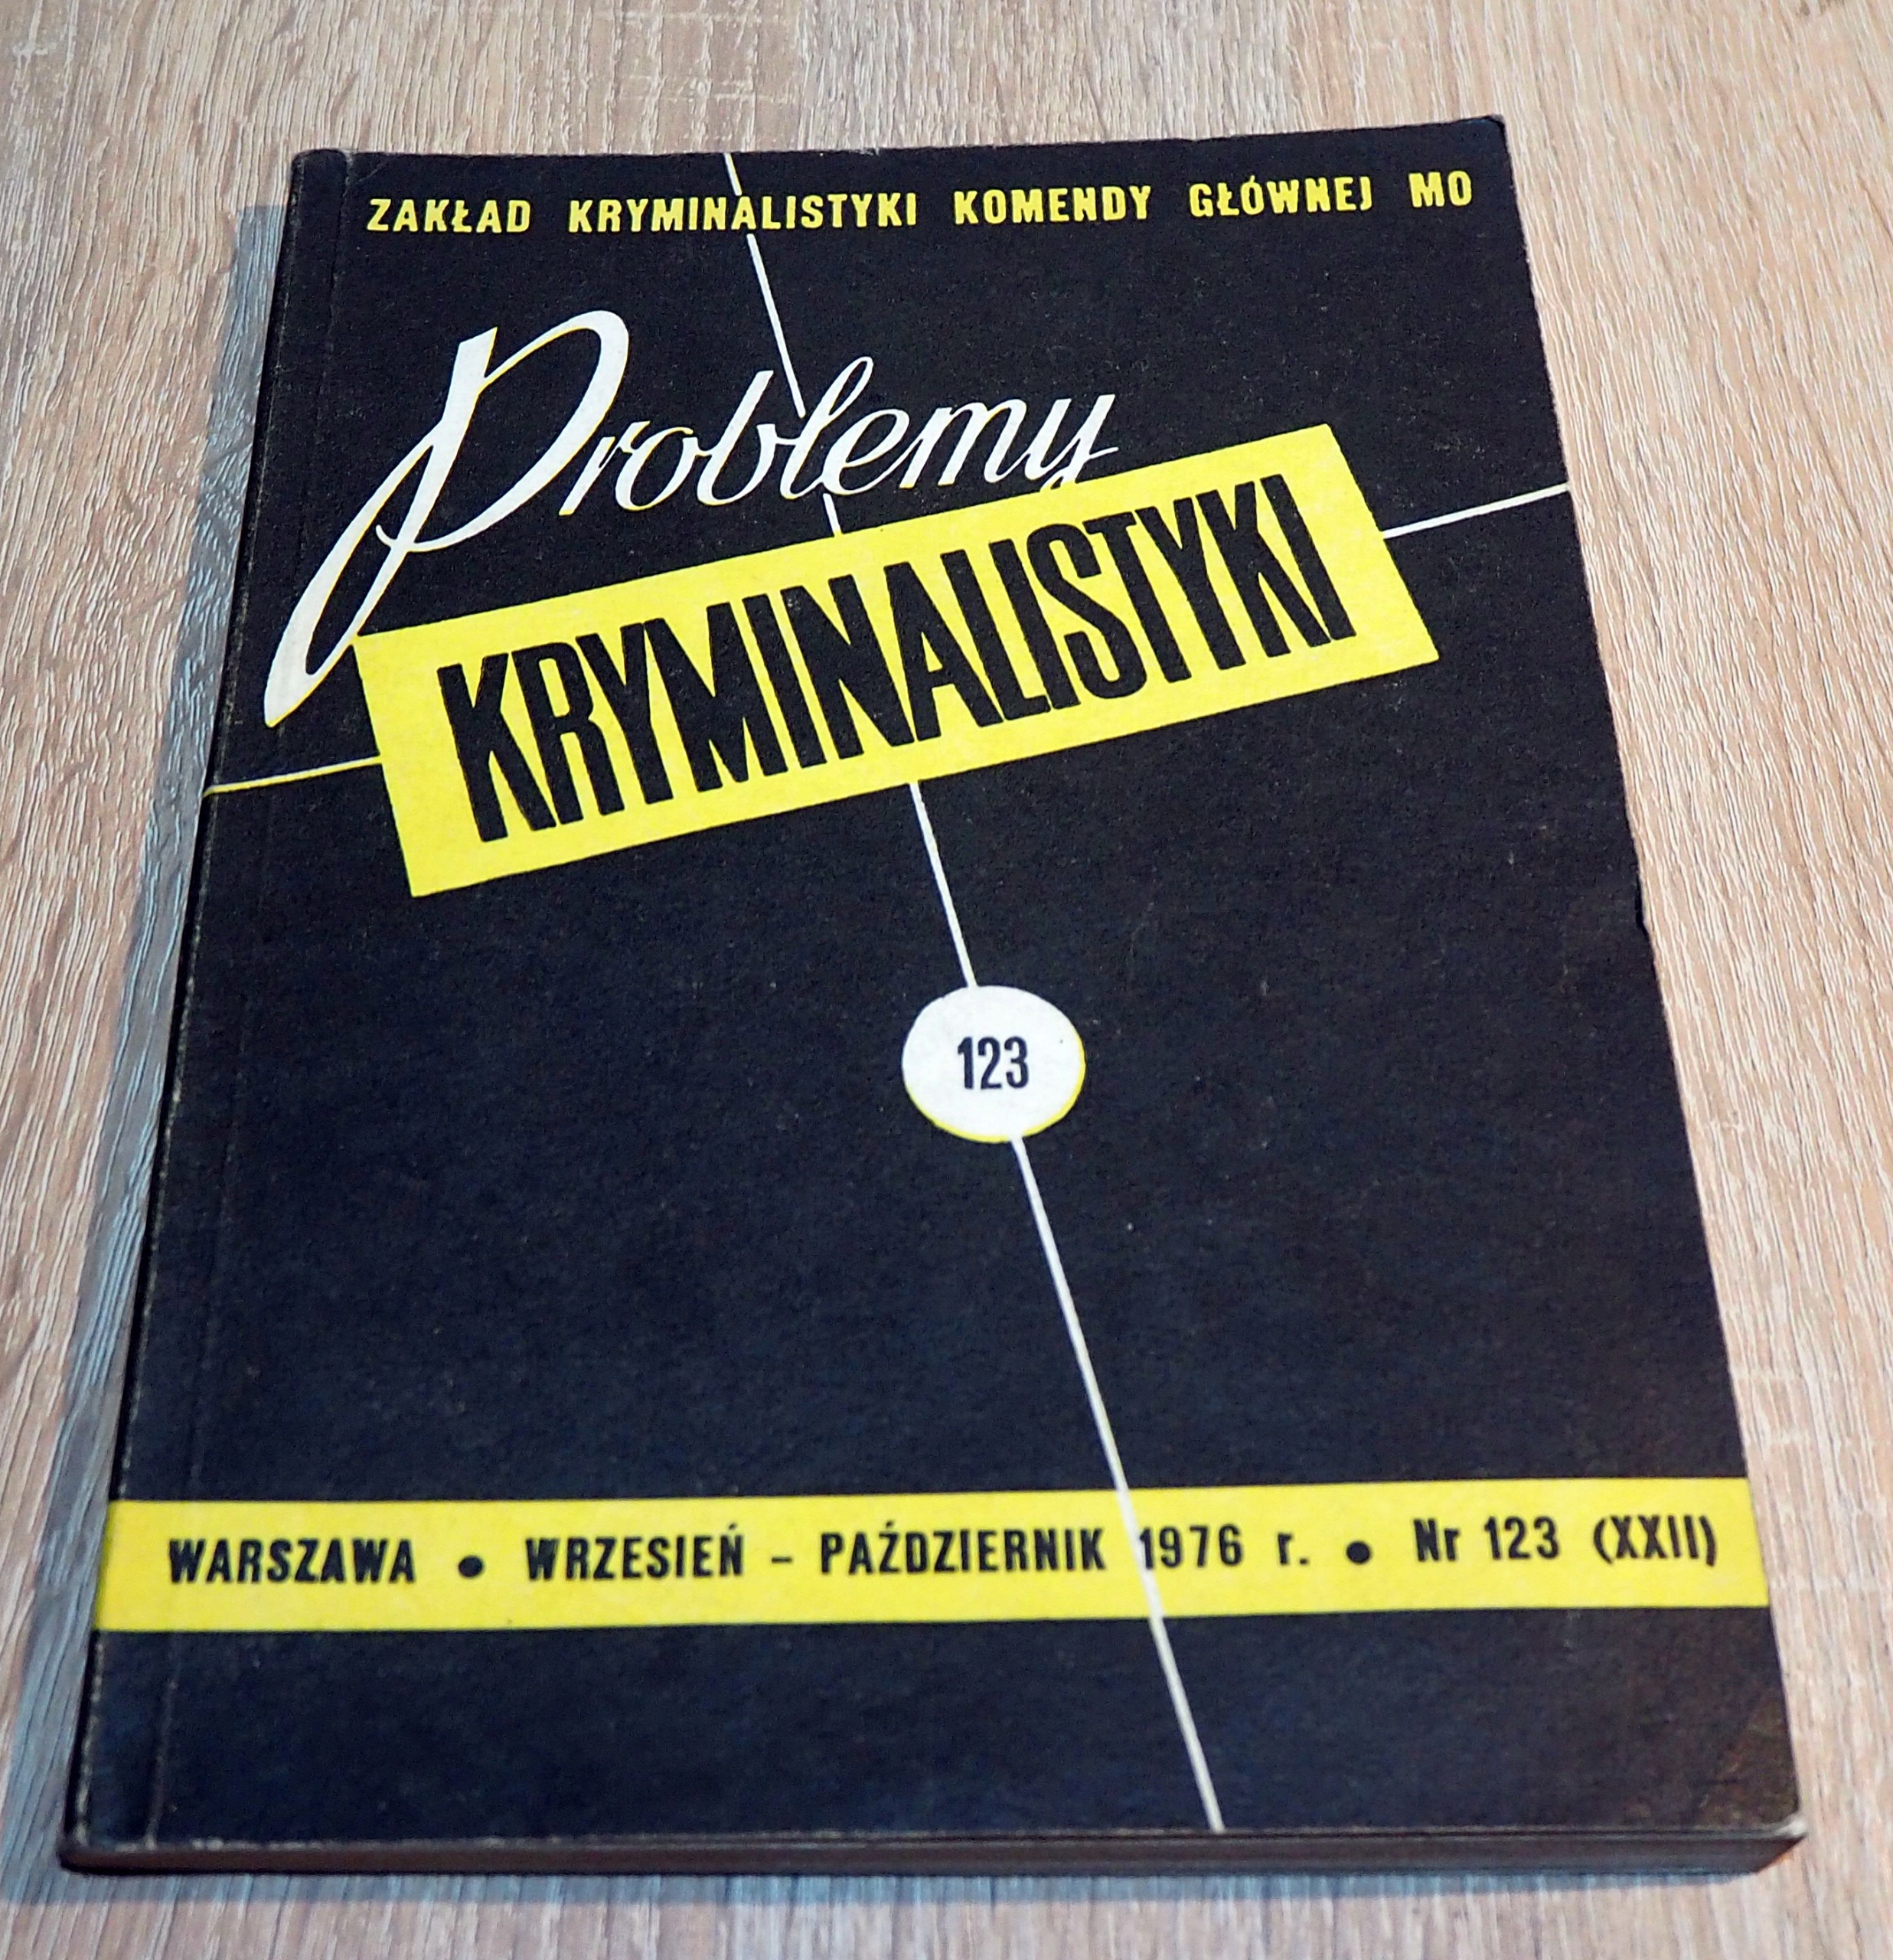 ZAKŁAD KRYMINALISTYKI KOMENDY GŁÓWNEJ MO
Problemy
KRYMINALISTYKI
123
WARSZAWA • WRZESIEŃ - PAŹDZIERNIK 1976 r. • Nr 123 (XXII)